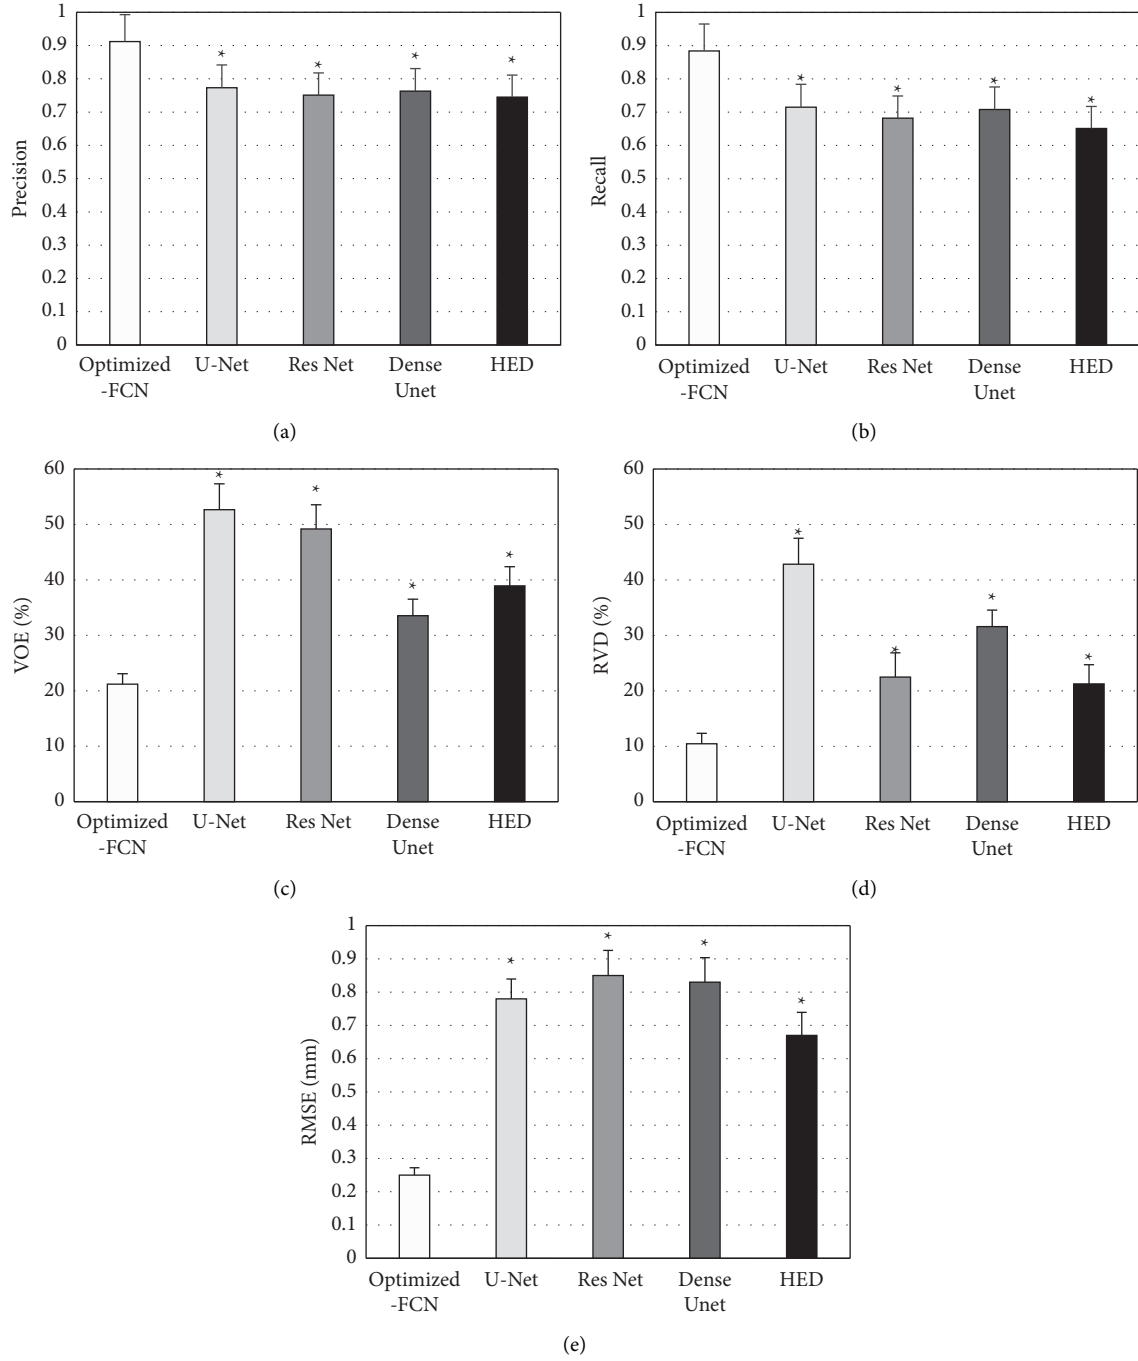 1
0.9
0.8
0.7
0.6
0.5
0.4
0.3
0.2
0.1
0
Precision
* * * *
Optimized
-FCN
U-Net
Res Net
Dense
Unet
HED
(a)
1
0.9
0.8
0.7
0.6
0.5
0.4
0.3
0.2
0.1
0
Recall
* * * *
Optimized
-FCN
U-Net
Res Net
Dense
Unet
HED
(b)
60
50
40
30
20
10
0
VOE (%)
* * * *
Optimized
-FCN
U-Net
Res Net
Dense
Unet
HED
(c)
60
50
40
30
20
10
0
RVD (%)
* * * *
Optimized
-FCN
U-Net
Res Net
Dense
Unet
HED
(d)
1
0.9
0.8
0.7
0.6
0.5
0.4
0.3
0.2
0.1
0
RMSE (mm)
* * * *
Optimized
-FCN
U-Net
Res Net
Dense
Unet
HED
(e)